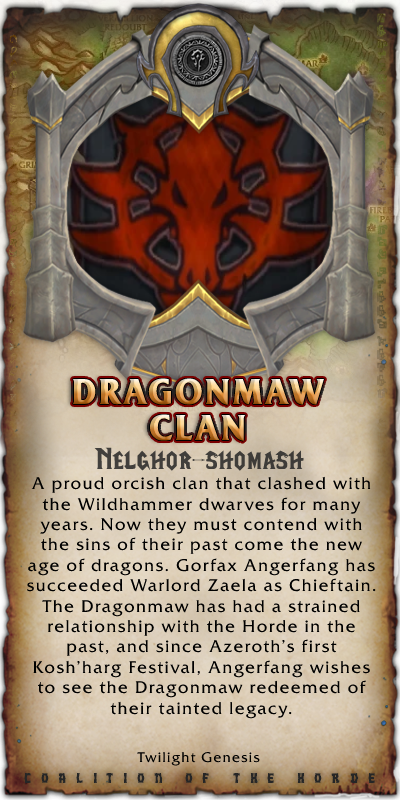 DRAGONMAW
CLAN
Nelghor-shomash
A proud orcish clan that clashed with
the Wildhammer dwarves for many
years. Now they must contend with
the sins of their past come the new
age of dragons. Gorfax Angerfang has
succeeded Warlord Zaela as Chieftain.
The Dragonmaw has had a strained
relationship with the Horde in the
past, and since Azeroth's first
Kosh'harg Festival, Angerfang wishes
to see the Dragonmaw redeemed of
their tainted legacy.
Twilight Genesis
COALITION OF THE HORDE